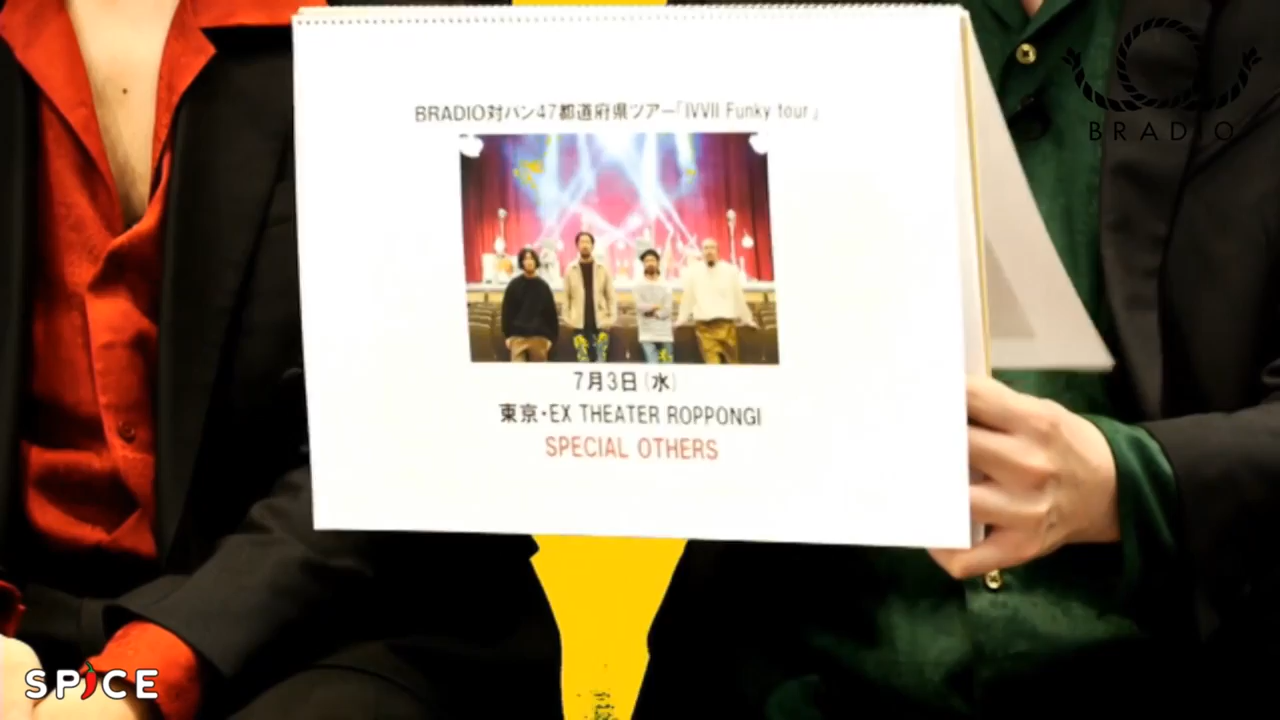 BRADIO対バン47都道府県ツアー「IVVII Funky tour」
7月3日(水)
東京・EX THEATER ROPPONGI
SPECIAL OTHERS
BRADIO
SPICE